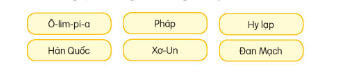 Ô-lim-pi-a Pháp Hy lạp
Hàn Quốc Xơ-Un Đan Mạch